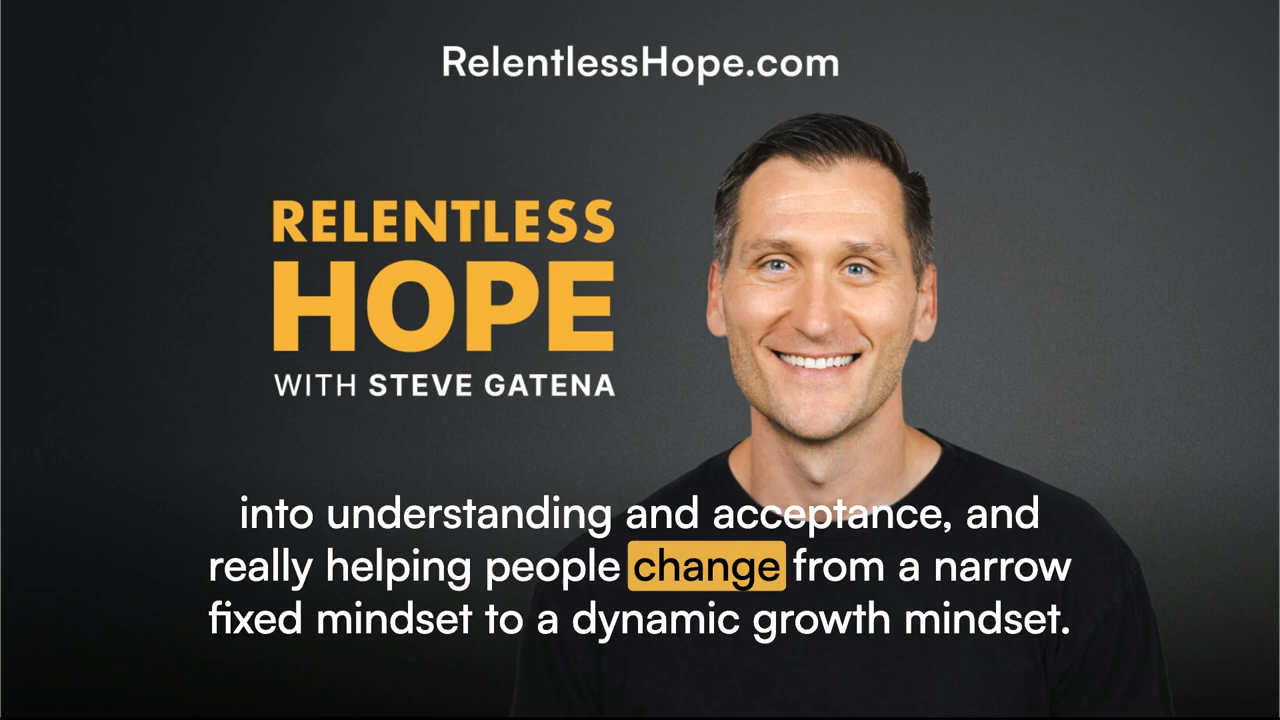 RelentlessHope.com
RELENTLESS
HOPE
WITH STEVE GATENA
into understanding and acceptance, and
really helping people change from a narrow
fixed mindset to a dynamic growth mindset.